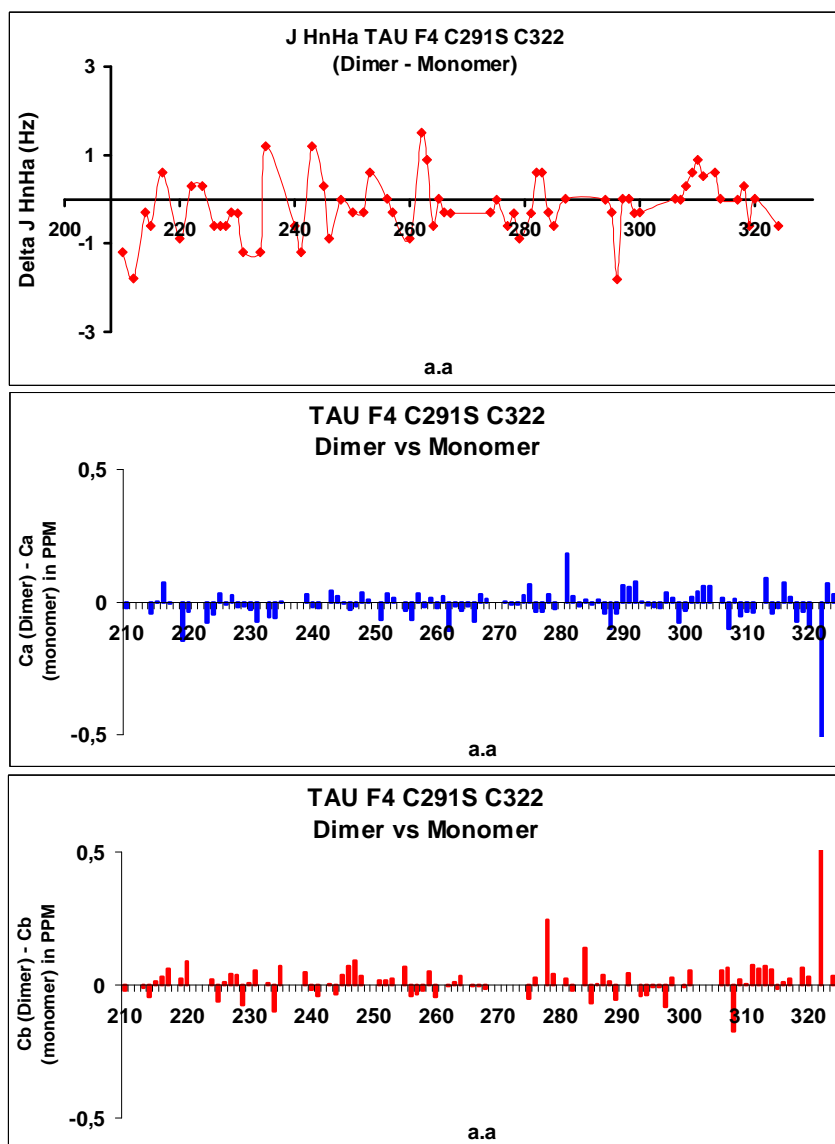 J HnHa TAU F4 C291S C322
(Dimer - Monomer)
3
1
-1
-3
200 220 240 260 280 300 320
Delta J HnHa (Hz)
a.a
TAU F4 C291S C322
Dimer vs Monomer
0,5
0
-0,5
210 220 230 240 250 260 270 280 290 300 310 320
Ca (Dimer) - Ca
(monomer) in PPM
a.a
TAU F4 C291S C322
Dimer vs Monomer
0,5
0
-0,5
210 220 230 240 250 260 270 280 290 300 310 320
Cb (Dimer) - Cb
(monomer) in PPM
a.a